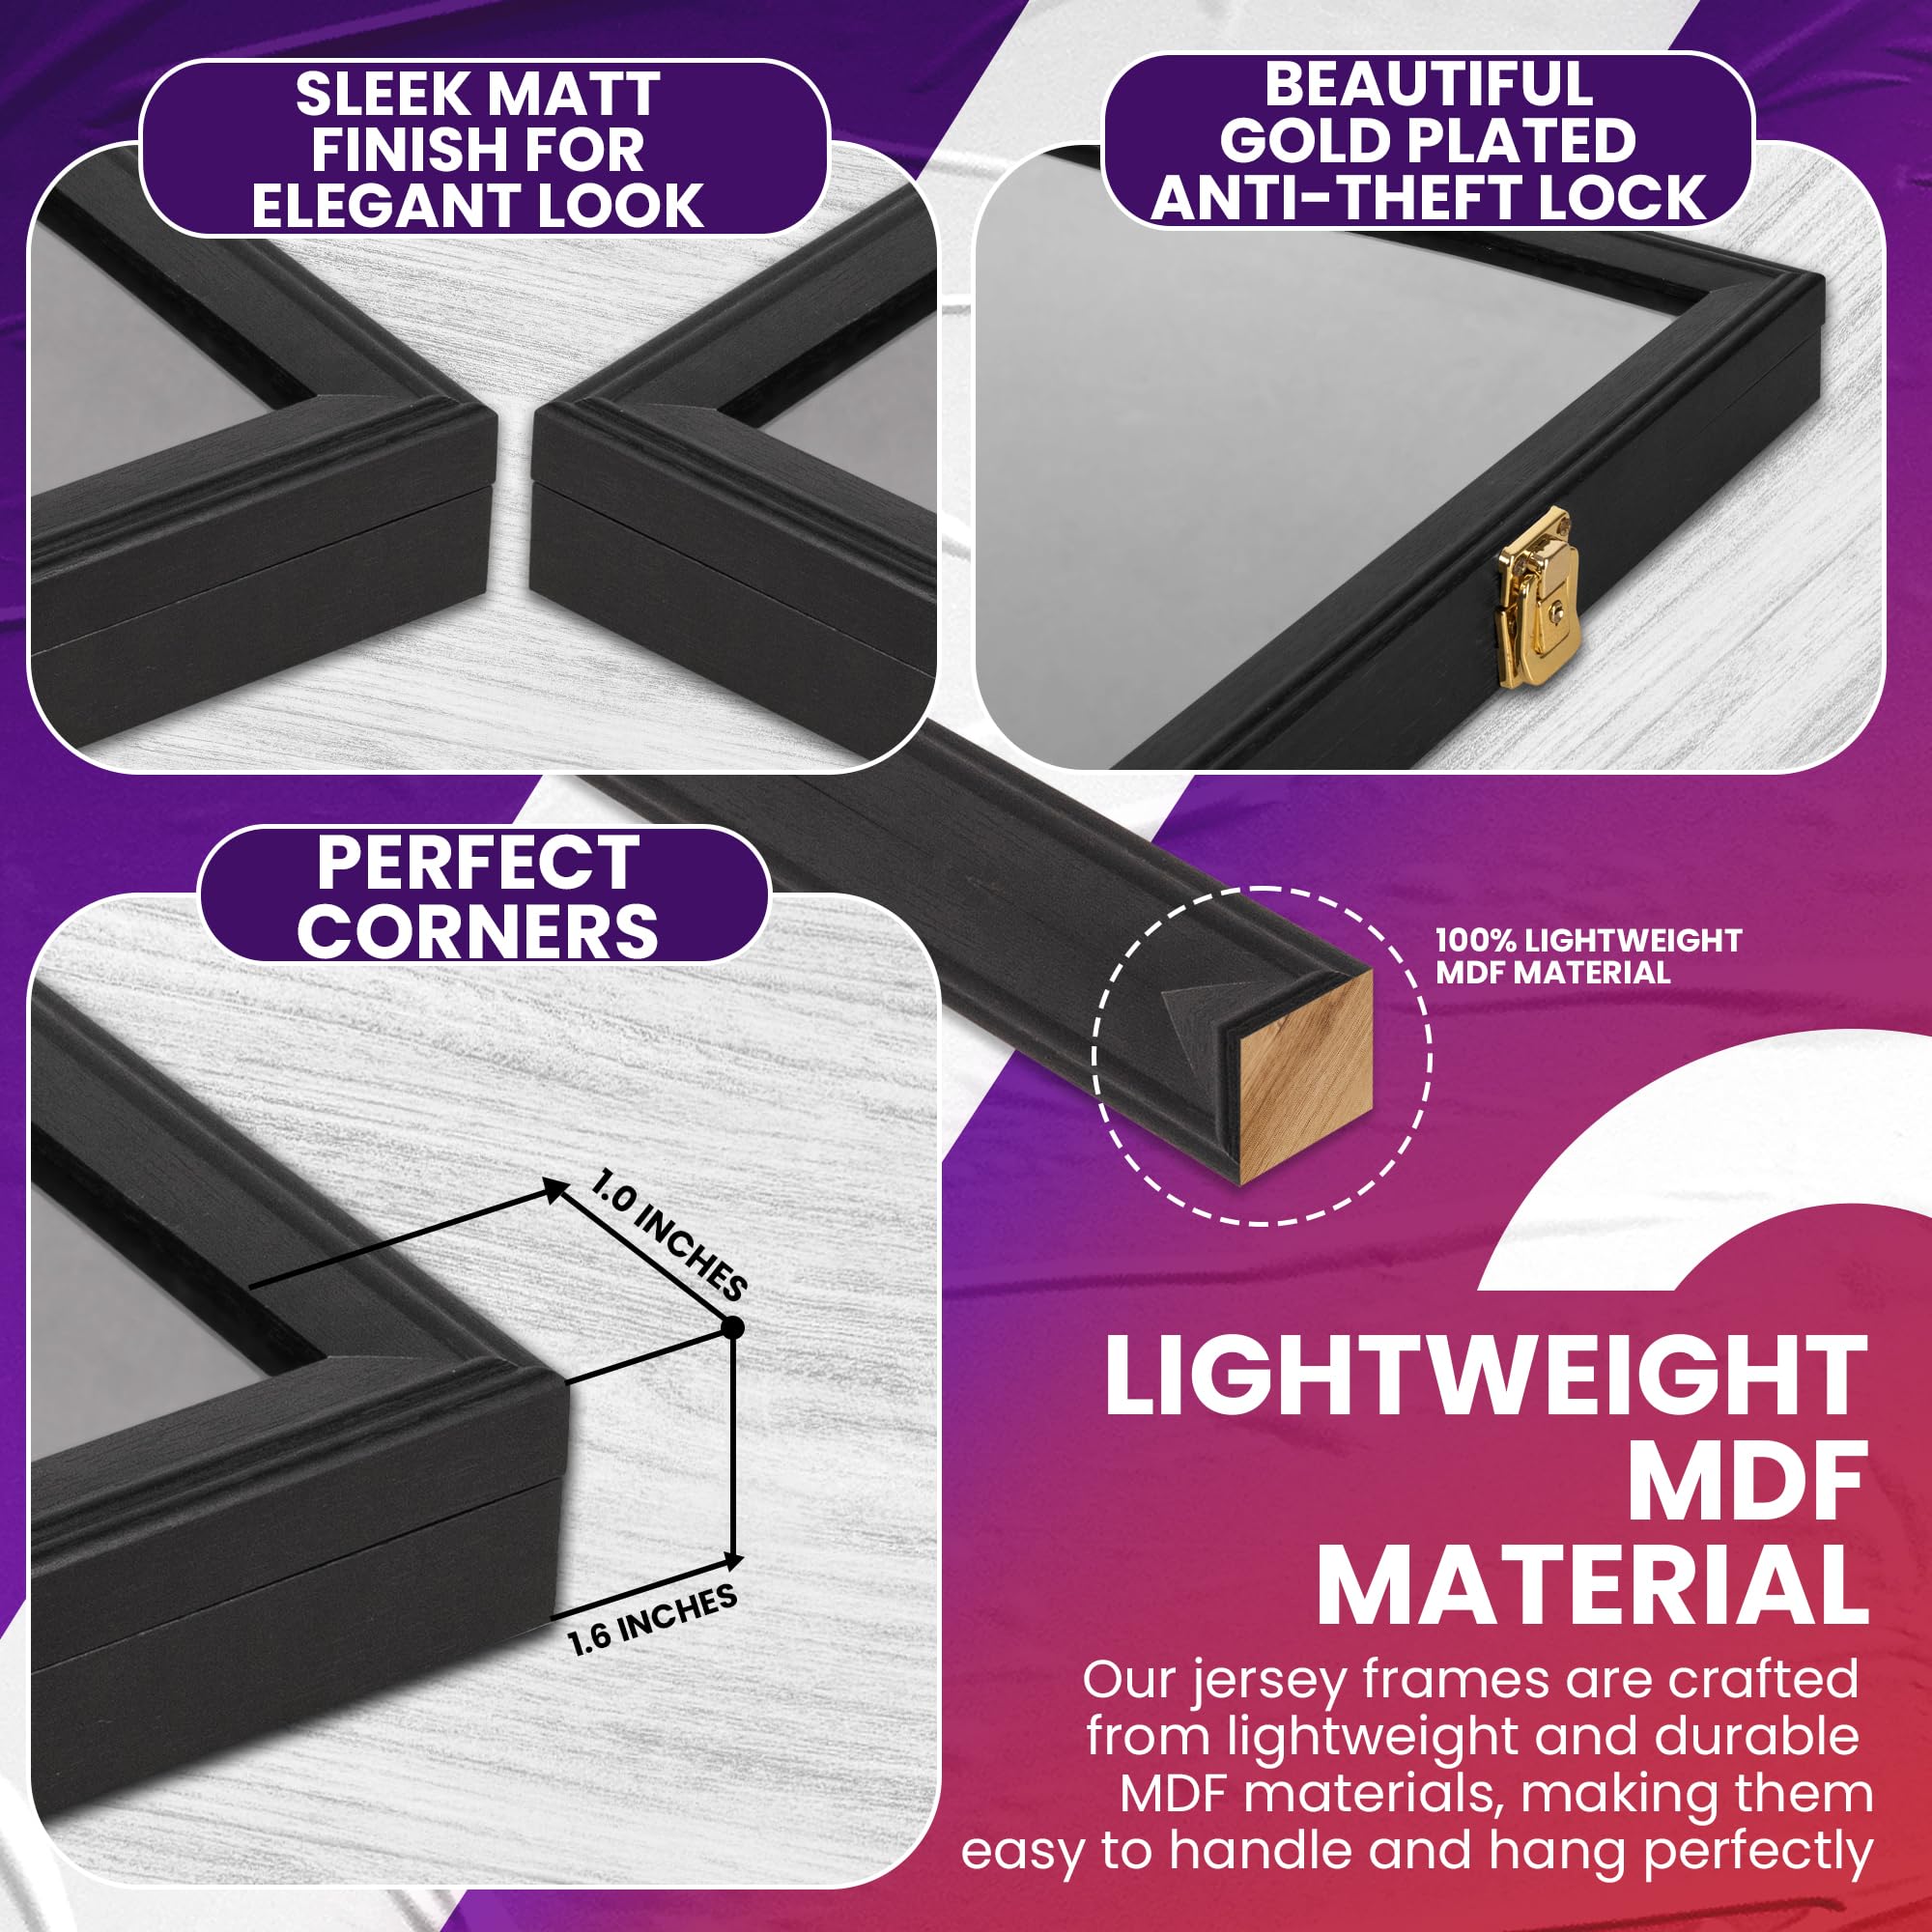 SLEEK MATT
FINISH FOR
ELEGANT LOOK
BEAUTIFUL
GOLD PLATED
ANTI-THEFT LOCK
PERFECT
CORNERS
1.0 INCHES
1.6 INCHES
100% LIGHTWEIGHT
MDF MATERIAL
LIGHTWEIGHT
MDF
MATERIAL
Our jersey frames are crafted
from lightweight and durable
MDF materials, making them
easy to handle and hang perfectly